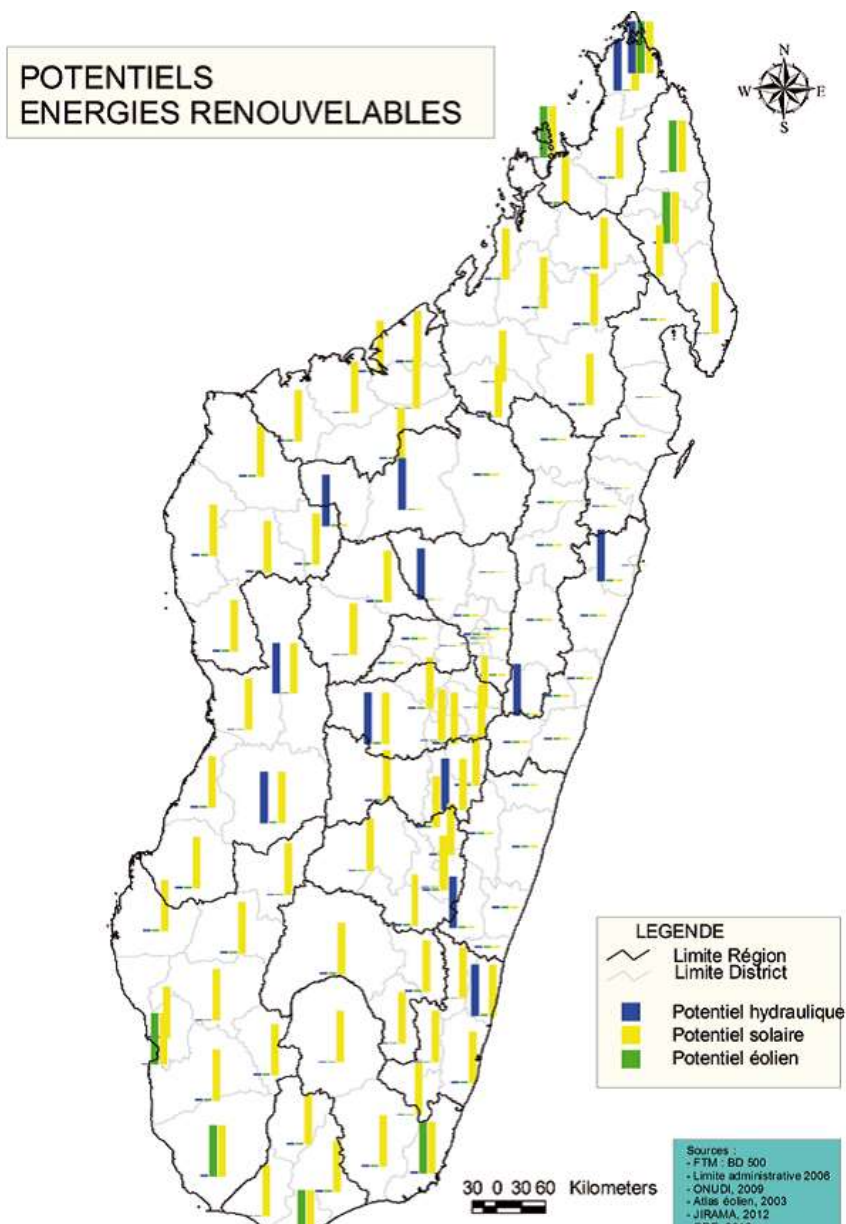 POTENTIELS
ENERGIES RENOUVELABLES
N
W E
S
LEGENDE
Limite Région
Limite District
Potentiel hydraulique
Potentiel solaire
Potentiel éolien
30 0 30 60 Kilometers
Sources :
- FTM : BD 500
- Limite administrative 2006
- ONUDI, 2009
- Atlas éolien, 2003
- JIRAMA, 2012